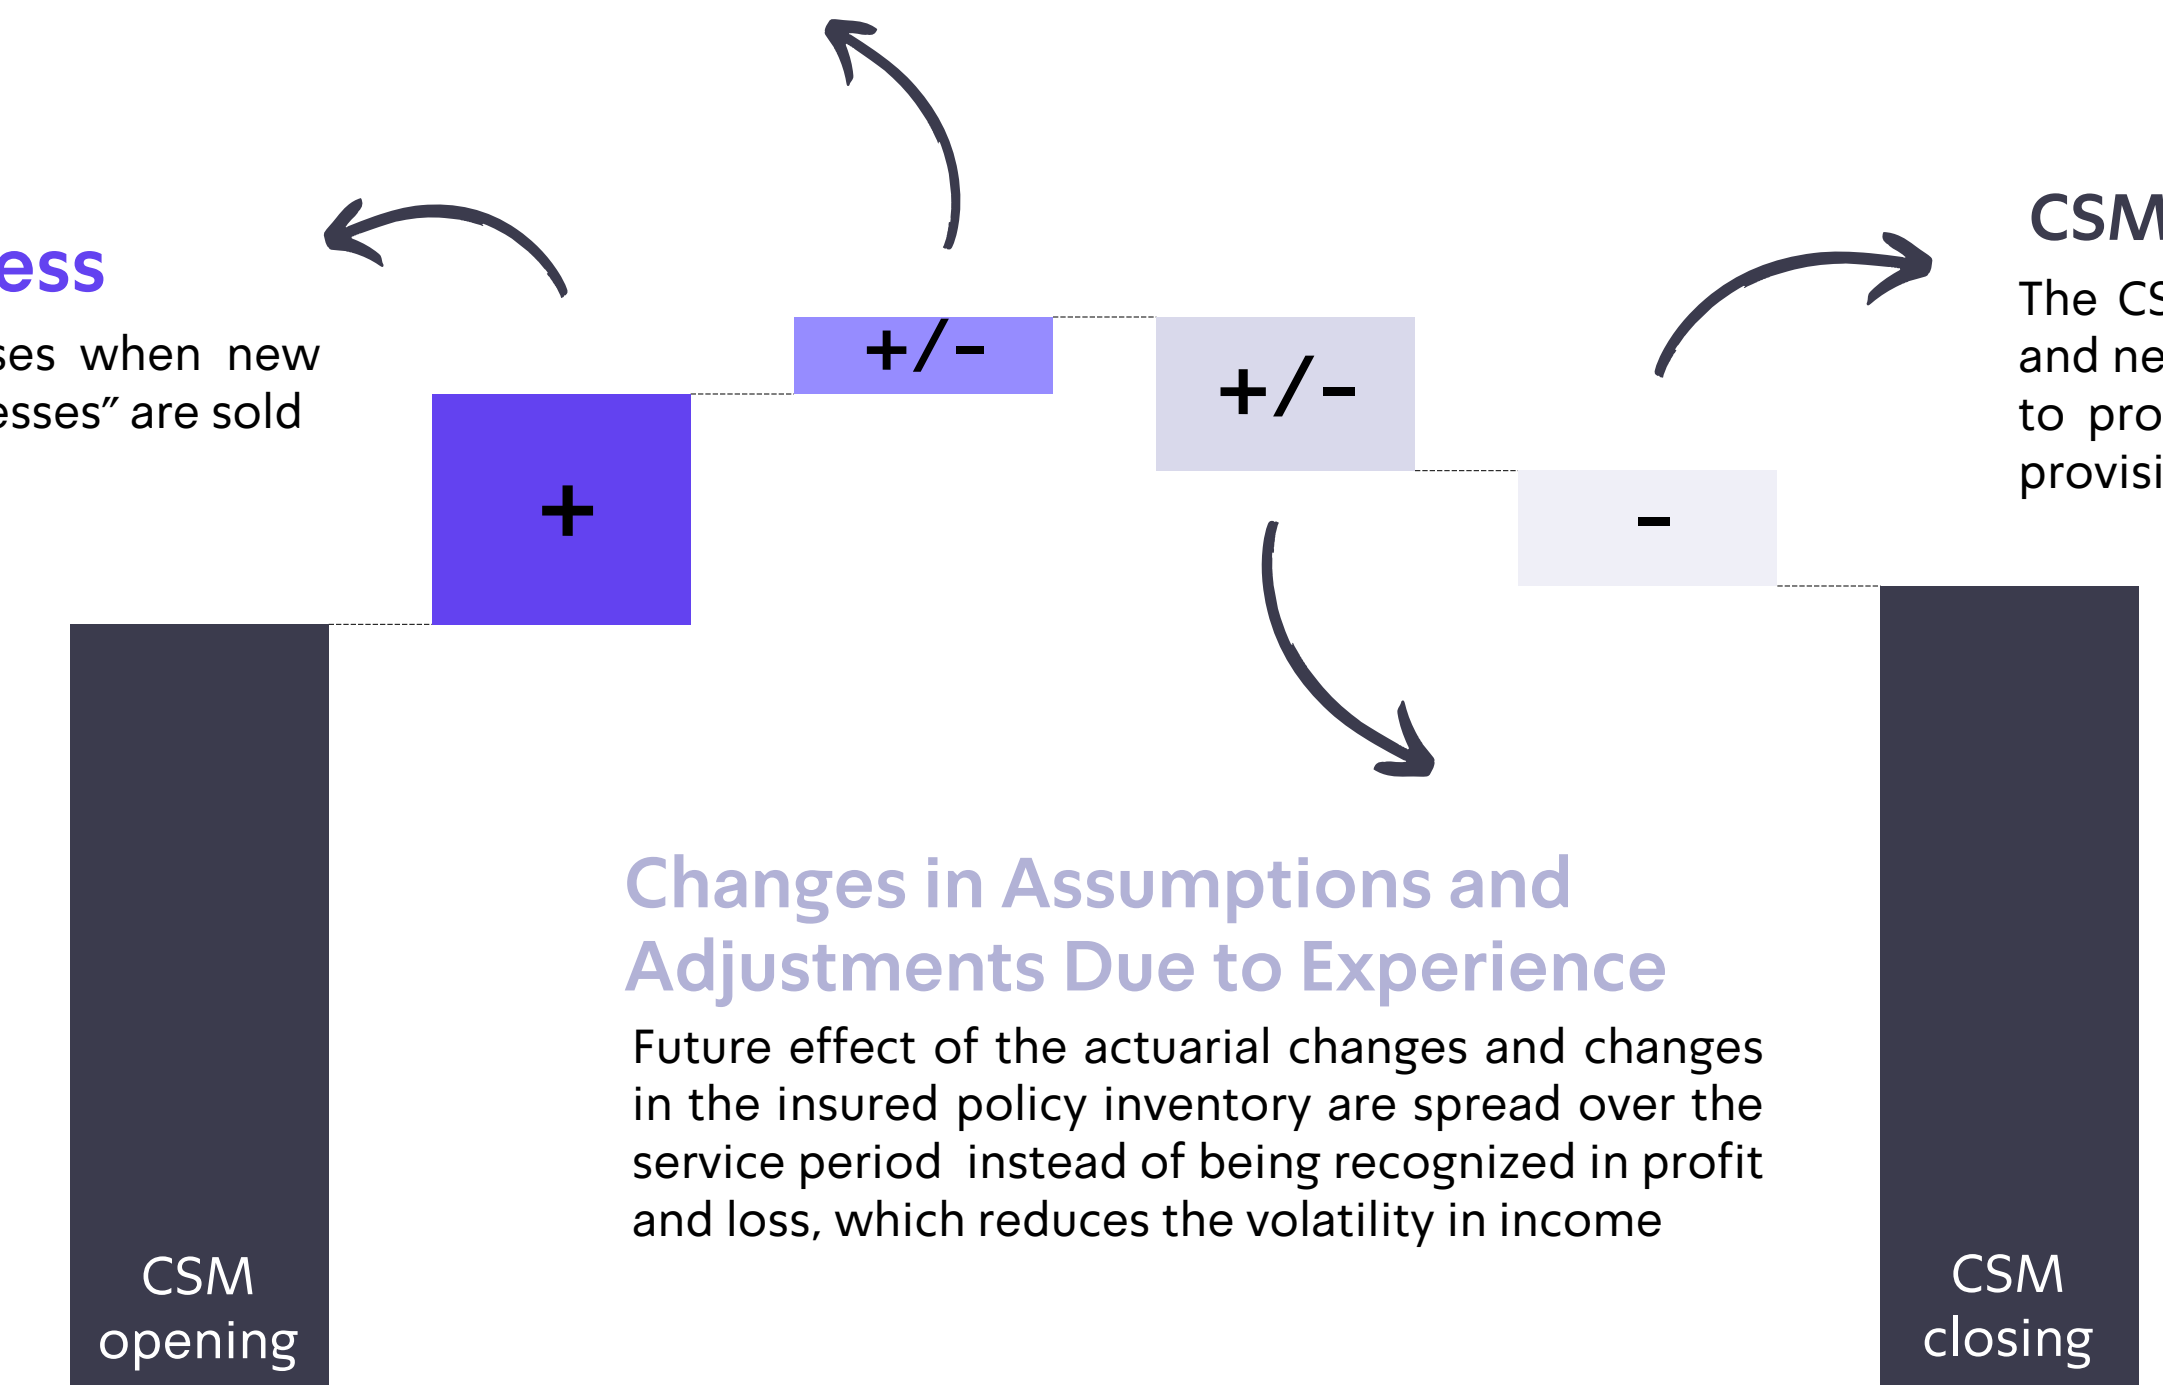 ess
ses when new
esses” are sold
+
+/-
+/-
-
CSM
The CS
and ne
to pro
provisi
Changes in Assumptions and
Adjustments Due to Experience
Future effect of the actuarial changes and changes
in the insured policy inventory are spread over the
service period instead of being recognized in profit
and loss, which reduces the volatility in income
CSM
opening
CSM
closing